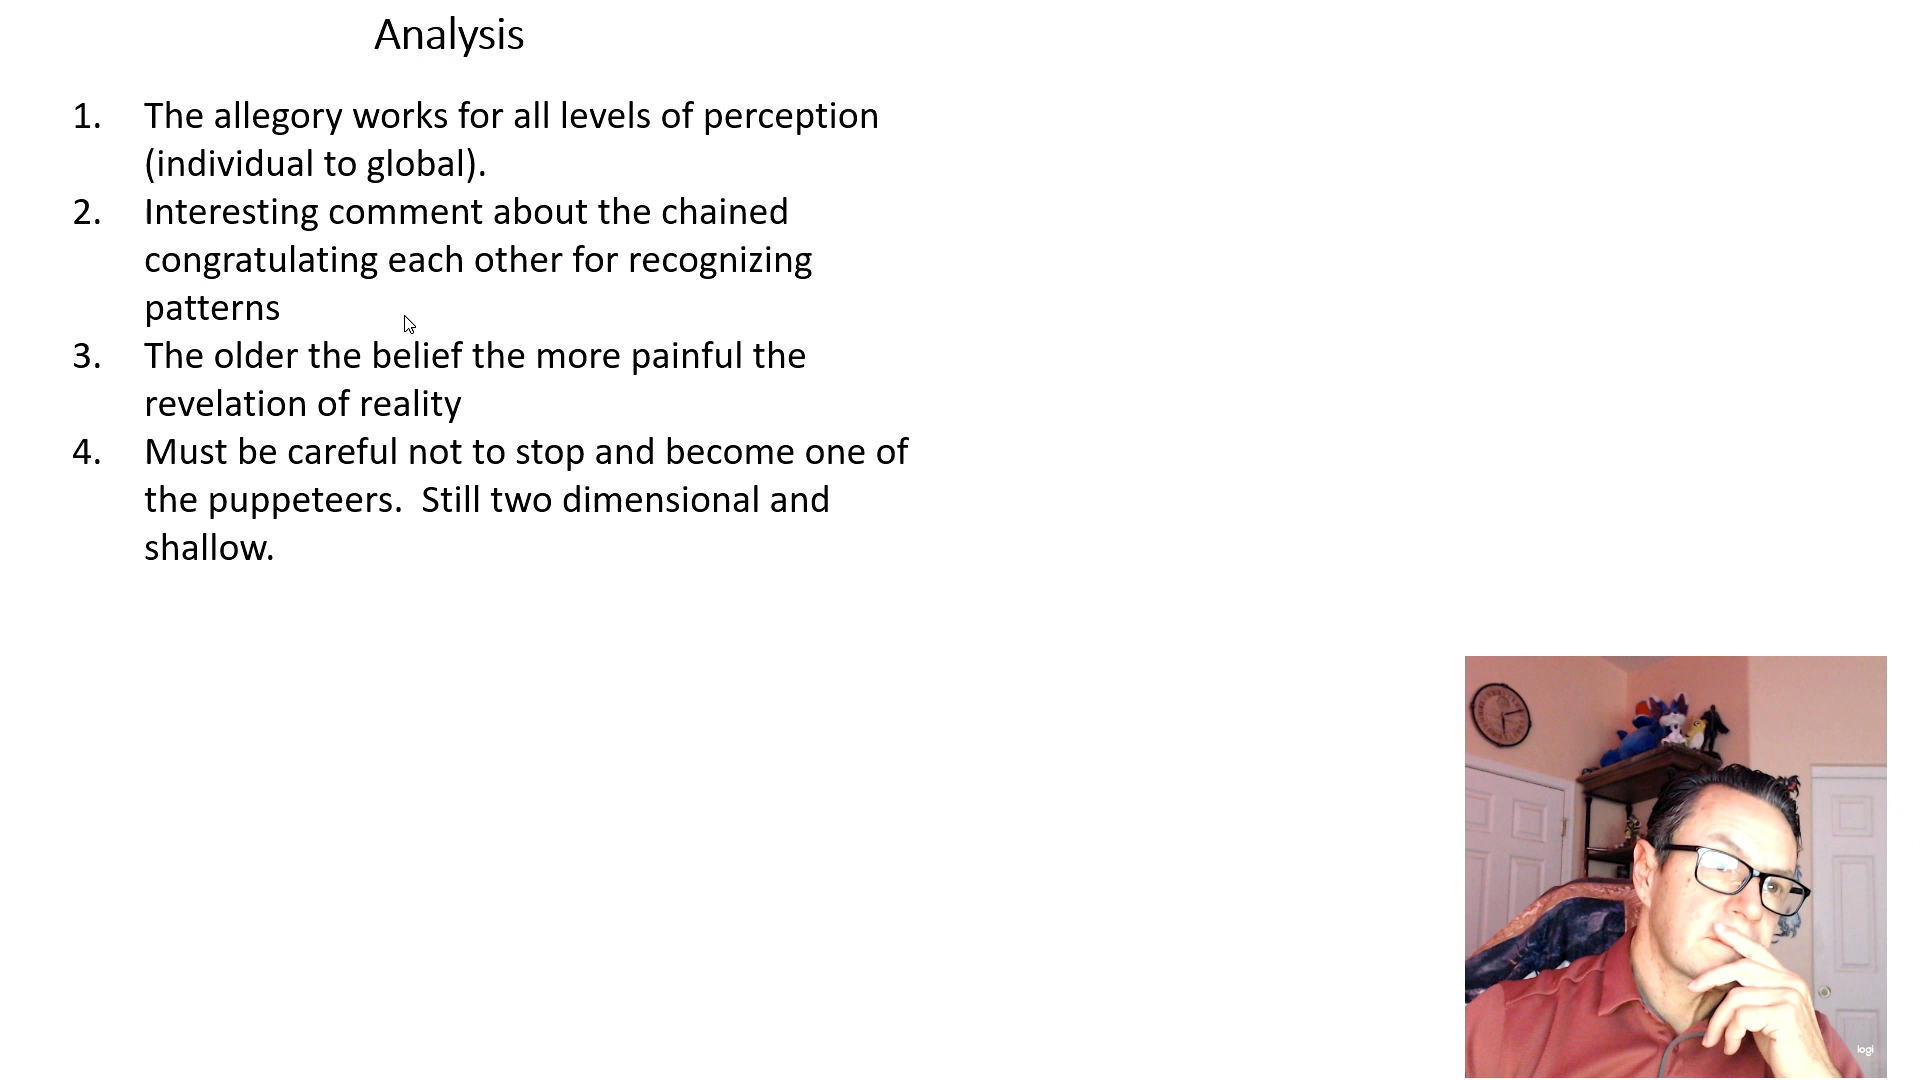 Analysis
1. The allegory works for all levels of perception
(individual to global).
2. Interesting comment about the chained
congratulating each other for recognizing
patterns
3. The older the belief the more painful the
revelation of reality
4. Must be careful not to stop and become one of
the puppeteers.  Still two dimensional and
shallow.
logi